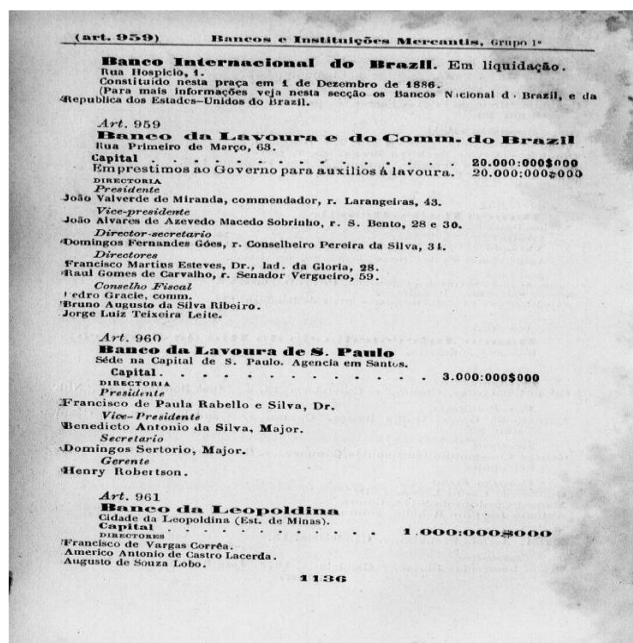 (art. 959) Bancos e Instituições Mercantis, Grupo 1º
Banco Internacional do Brazil. Em liquidação.
Rua Hospicio, 1.
Constituido nesta praça em 1 de Dezembro de 1886.
(Para mais informações veja nesta secção os Bancos Nacional do Brazil, e da
Republica dos Estados-Unidos do Brazil.
Art. 959
Banco da Lavoura e do Comm. do Brazil
Rua Primeiro de Março, 63.
Capital . . . . . . . . . . . . . . 20.000:000$000
Emprestimos ao Governo para auxilios á lavoura. 20.000:000$000
DIRECTORIA
Presidente
João Valverde de Miranda, commendador, r. Larangeiras, 43.
Vice-presidente
João Alvares de Azevedo Macedo Sobrinho, r. S. Bento, 28 e 30.
Director-secretario
Domingos Fernandes Góes, r. Conselheiro Pereira da Silva, 34.
Directores
Francisco Martins Esteves, Dr., lad. da Gloria, 28.
Raul Gomes de Carvalho, r. Senador Vergueiro, 59.
Conselho Fiscal
Pedro Gracie, comm.
Bruno Augusto da Silva Ribeiro.
Jorge Luiz Teixeira Leite.
Art. 960
Banco da Lavoura de S. Paulo
Séde na Capital de S. Paulo. Agencia em Santos.
Capital . . . . . . . . . . . . 3.000:000$000
DIRECTORIA
Presidente
Francisco de Paula Rabello e Silva, Dr.
Vice-Presidente
Benedicto Antonio da Silva, Major.
Secretario
Domingos Sertorio, Major.
Gerente
Henry Robertson.
Art. 961
Banco da Leopoldina
Cidade da Leopoldina (Est. de Minas).
Capital . . . . . . . . . . . 1.000:000$000
DIRECTORES
Francisco de Vargas Corrêa.
Americo Antonio de Castro Lacerda.
Augusto de Souza Lobo.
1136